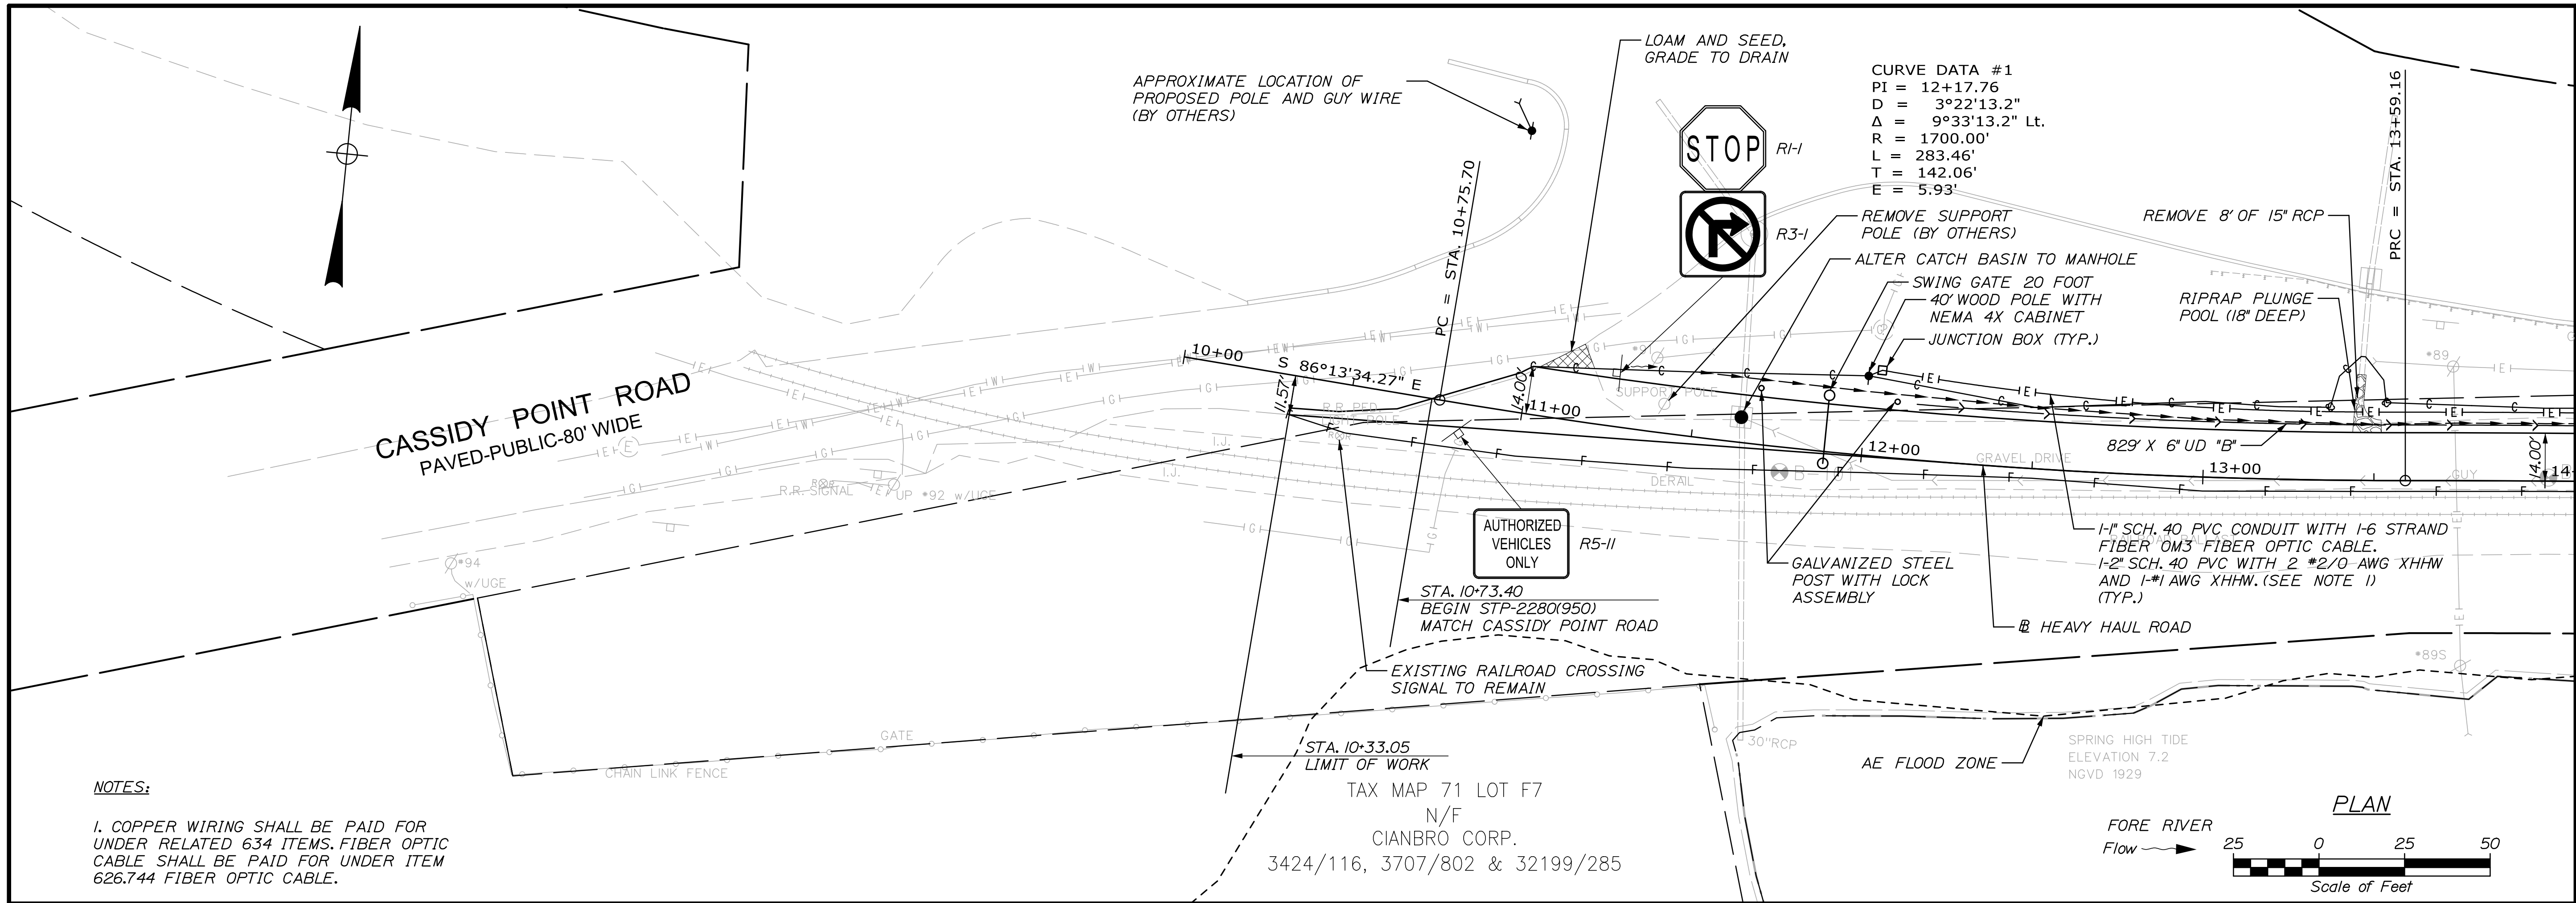 LOAM AND SEED,
GRADE TO DRAIN
APPROXIMATE LOCATION OF
PROPOSED POLE AND GUY WIRE
(BY OTHERS)
STOP
R1-1
R3-1
CURVE DATA #1
PI = 12+17.76
D = 3°22'13.2"
Δ = 9°33'13.2" Lt.
R = 1700.00'
L = 283.46'
T = 142.06'
E = 5.93'
PRC = STA. 13+59.16
PC = STA. 10+75.70
REMOVE SUPPORT
POLE (BY OTHERS)
REMOVE 8' OF 15" RCP
ALTER CATCH BASIN TO MANHOLE
SWING GATE 20 FOOT
40' WOOD POLE WITH
NEMA 4X CABINET
JUNCTION BOX (TYP.)
RIPRAP PLUNGE
POOL (18" DEEP)
10+00
S 86°13'34.27" E
11.57'
14.00'
11+00
12+00
13+00
14+
14.00'
*91
*89
SUPPORT POLE
R.R. PED.
CASSIDY POINT ROAD
PAVED-PUBLIC-80' WIDE
829' X 6" UD "B"
GRAVEL DRIVE
DERAIL
GUY
I.J.
I.J.
R.R. SIGNAL
UP *92 w/UGE
*94
w/UGE
AUTHORIZED
VEHICLES
ONLY
R5-11
1-1" SCH. 40 PVC CONDUIT WITH 1-6 STRAND
FIBER OM3 FIBER OPTIC CABLE.
1-2" SCH. 40 PVC WITH 2 #2/0 AWG XHHW
AND 1-#1 AWG XHHW. (SEE NOTE 1)
(TYP.)
GALVANIZED STEEL
POST WITH LOCK
ASSEMBLY
STA. 10+73.40
BEGIN STP-2280(950)
MATCH CASSIDY POINT ROAD
HEAVY HAUL ROAD
EXISTING RAILROAD CROSSING
SIGNAL TO REMAIN
*89S
GATE
CHAIN LINK FENCE
STA. 10+33.05
LIMIT OF WORK
30"RCP
AE FLOOD ZONE
SPRING HIGH TIDE
ELEVATION 7.2
NGVD 1929
TAX MAP 71 LOT F7
N/F
CIANBRO CORP.
3424/116, 3707/802 & 32199/285
NOTES:
1. COPPER WIRING SHALL BE PAID FOR
UNDER RELATED 634 ITEMS. FIBER OPTIC
CABLE SHALL BE PAID FOR UNDER ITEM
626.744 FIBER OPTIC CABLE.
PLAN
FORE RIVER
Flow
25 0 25 50
Scale of Feet